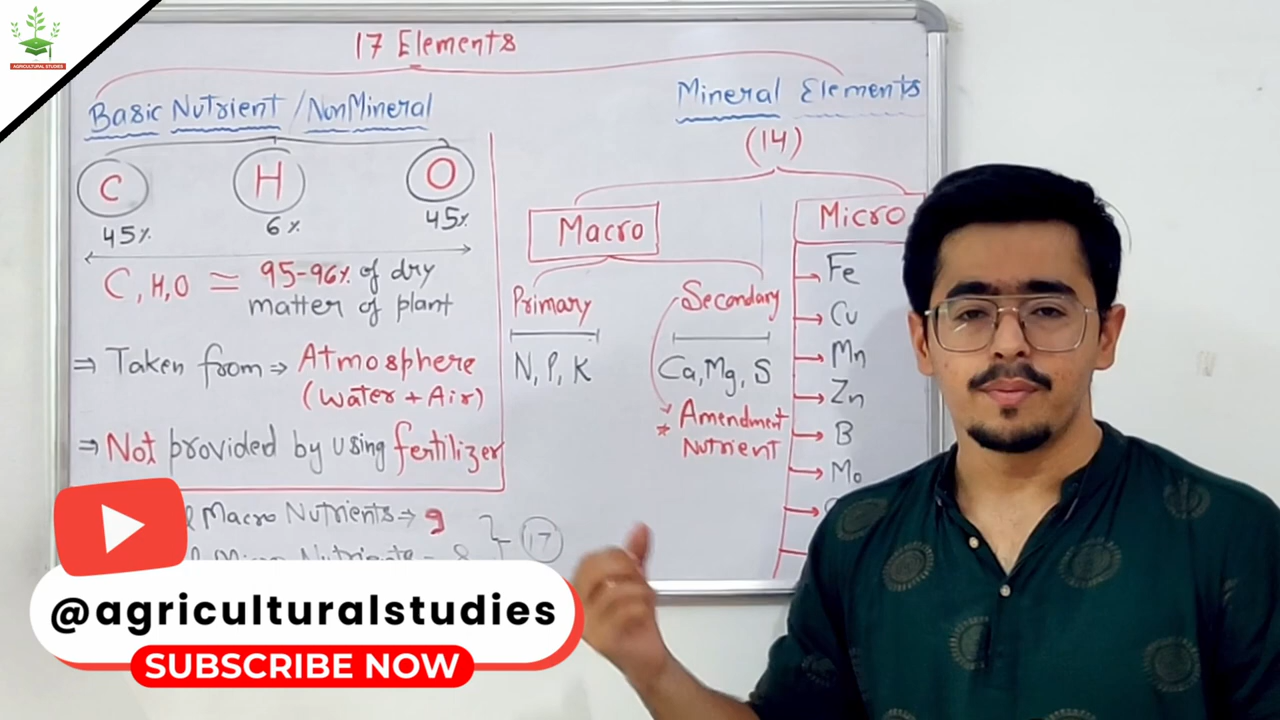 AGRICULTURAL STUDIES
17 Elements
Basic Nutrient / NonMineral
Mineral Elements
(14)
C H O
45% 6% 45%
C, H, O ≃ 95-96% of dry
matter of plant
⇒ Taken from ⇒ Atmosphere
(Water + Air)
⇒ Not provided by using fertilizer
Macro Nutrients → 9
Micro Nutrients - 8
17
Macro
Primary
N, P, K
Secondary
Ca, Mg, S
* Amendment
Nutrient
Micro
Fe
Cu
Mn
Zn
B
Mo
@agriculturalstudies
SUBSCRIBE NOW